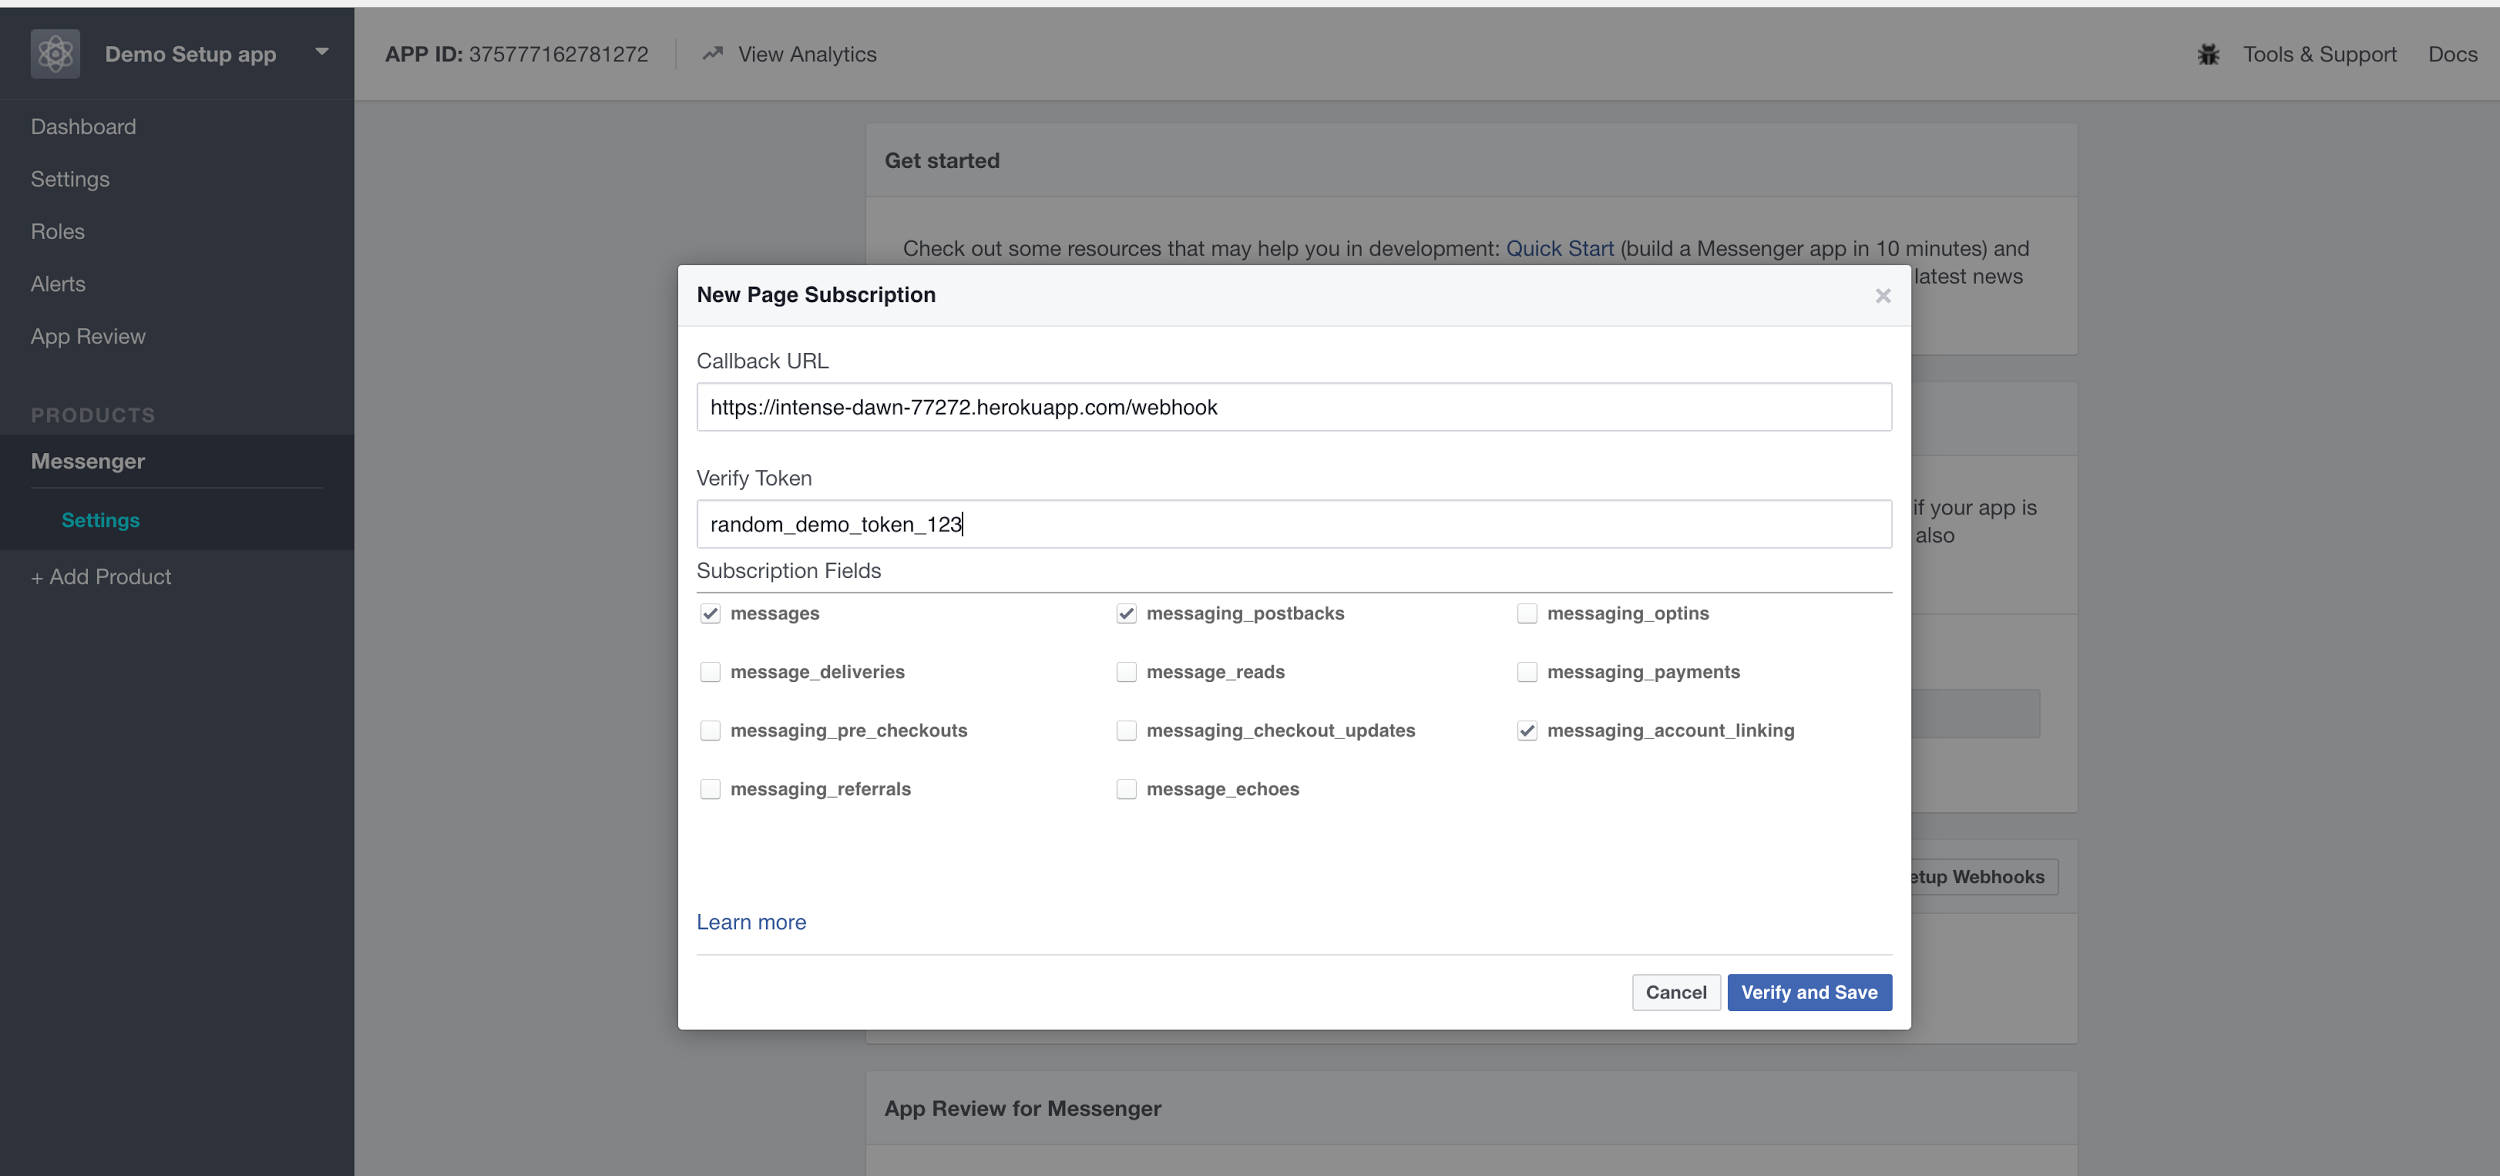 Demo Setup app
APP ID: 375777162781272
View Analytics
Tools & Support
Docs
Dashboard
Settings
Roles
Alerts
App Review
PRODUCTS
Messenger
Settings
+ Add Product
Get started
Check out some resources that may help you in development: Quick Start (build a Messenger app in 10 minutes) and
latest news
New Page Subscription
Callback URL
https://intense-dawn-77272.herokuapp.com/webhook
Verify Token
random_demo_token_123
Subscription Fields
messages
messaging_postbacks
messaging_optins
message_deliveries
message_reads
messaging_payments
messaging_pre_checkouts
messaging_checkout_updates
messaging_account_linking
messaging_referrals
message_echoes
Learn more
Cancel
Verify and Save
if your app is
also
etup Webhooks
App Review for Messenger